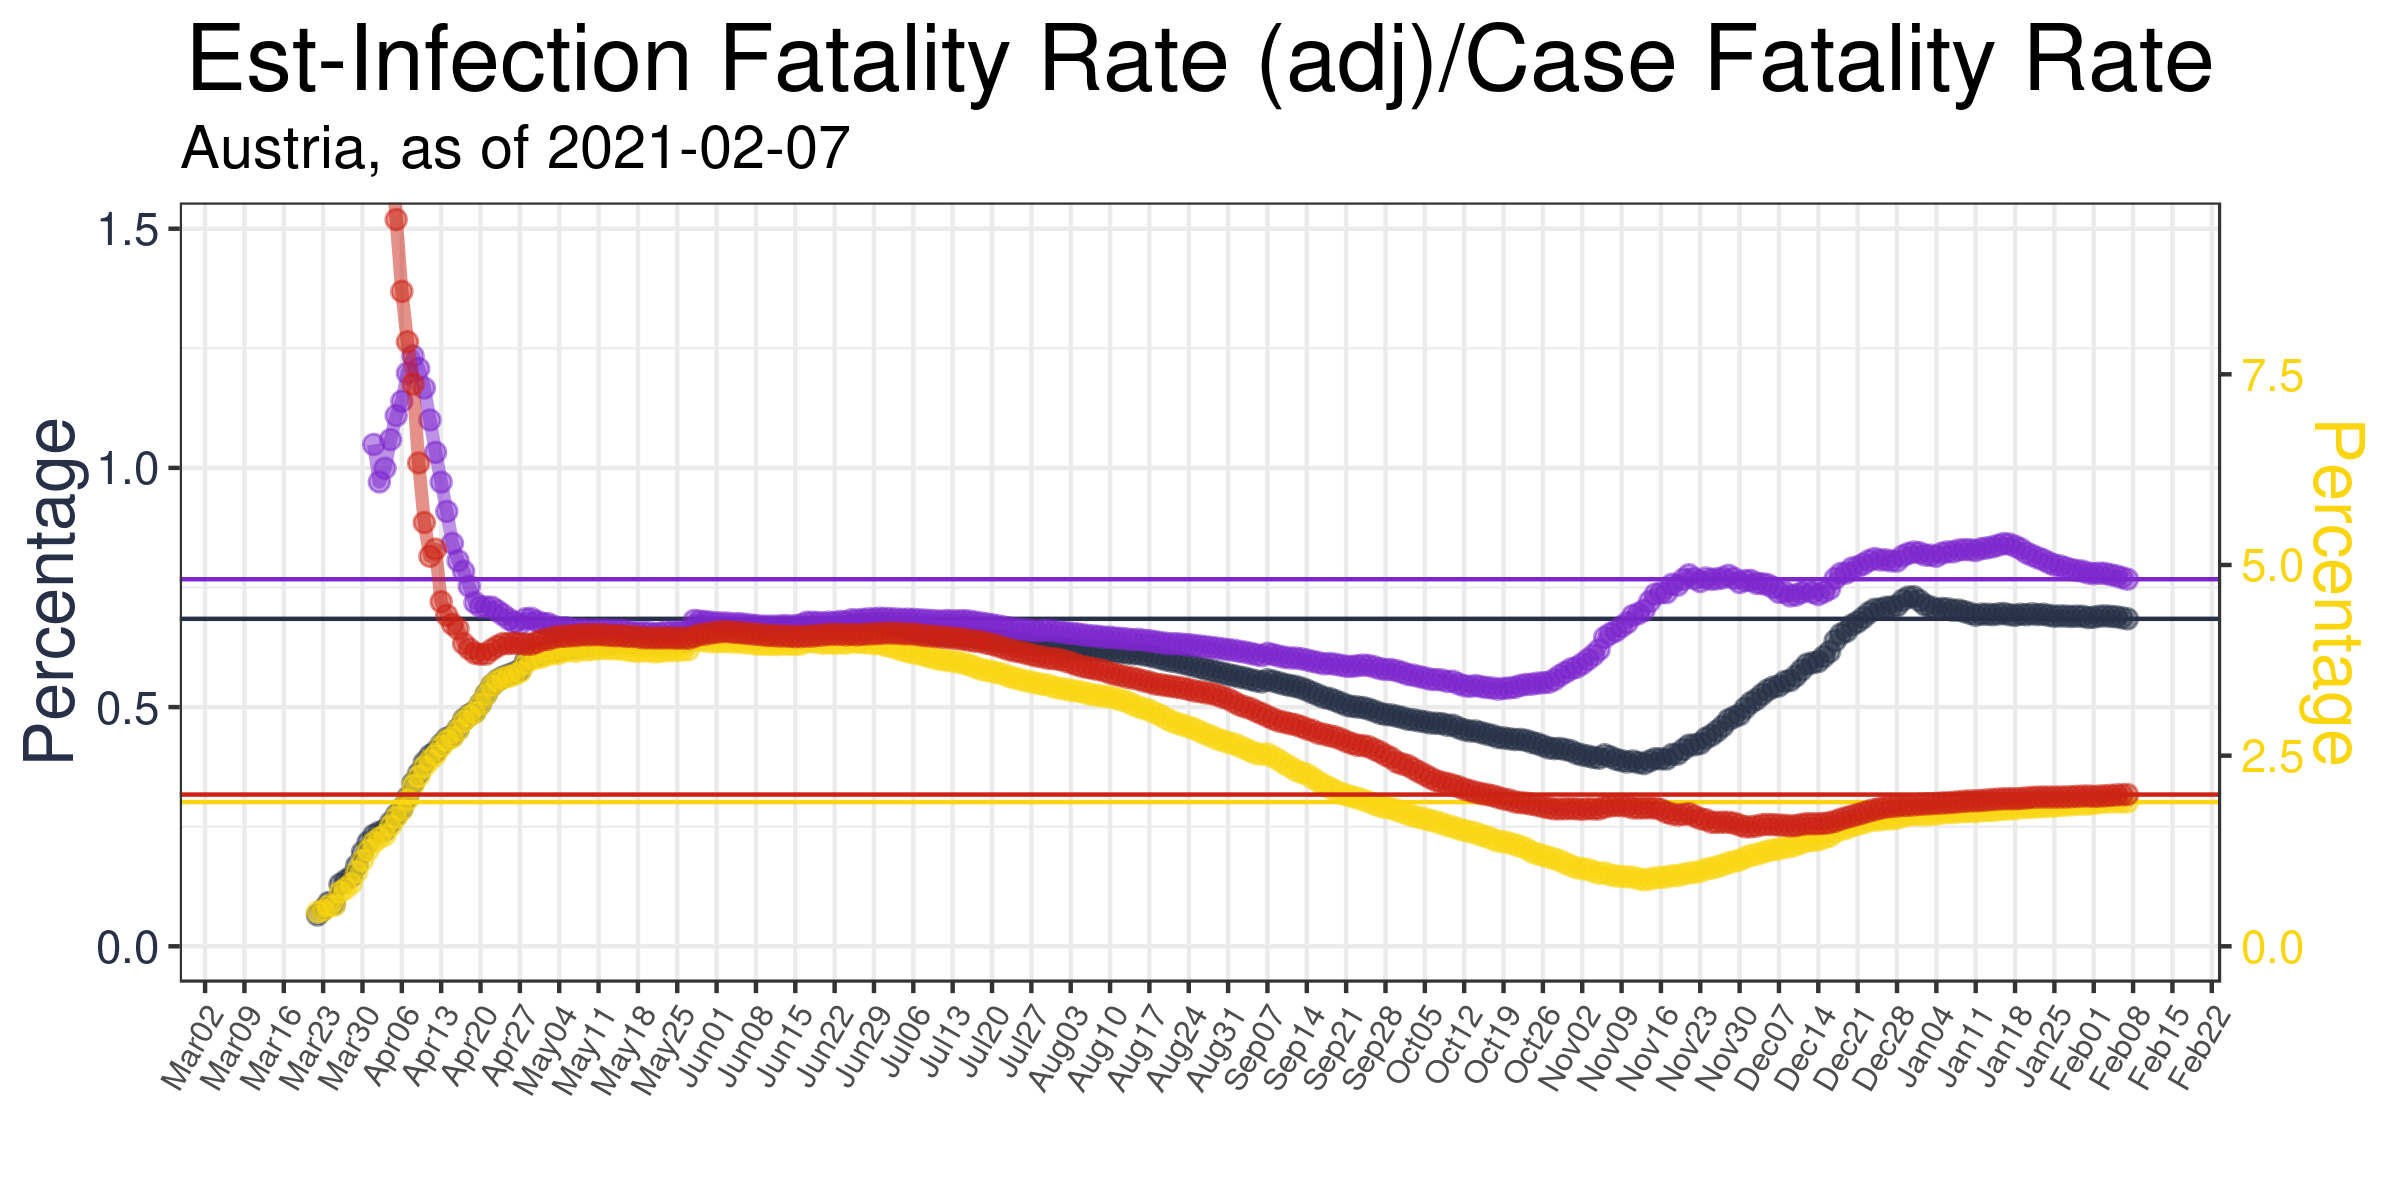 Est-Infection Fatality Rate (adj)/Case Fatality Rate
Austria, as of 2021-02-07
Percentage
1.5
1.0
0.5
0.0
7.5
5.0
2.5
0.0
Percentage
Mar02 Mar09 Mar16 Mar23 Mar30 Apr06 Apr13 Apr20 Apr27 May04 May11 May18 May25 Jun01 Jun08 Jun15 Jun22 Jun29 Jul06 Jul13 Jul20 Jul27 Aug03 Aug10 Aug17 Aug24 Aug31 Sep07 Sep14 Sep21 Sep28 Oct05 Oct12 Oct19 Oct26 Nov02 Nov09 Nov16 Nov23 Nov30 Dec07 Dec14 Dec21 Dec28 Jan04 Jan11 Jan18 Jan25 Feb01 Feb08 Feb15 Feb22